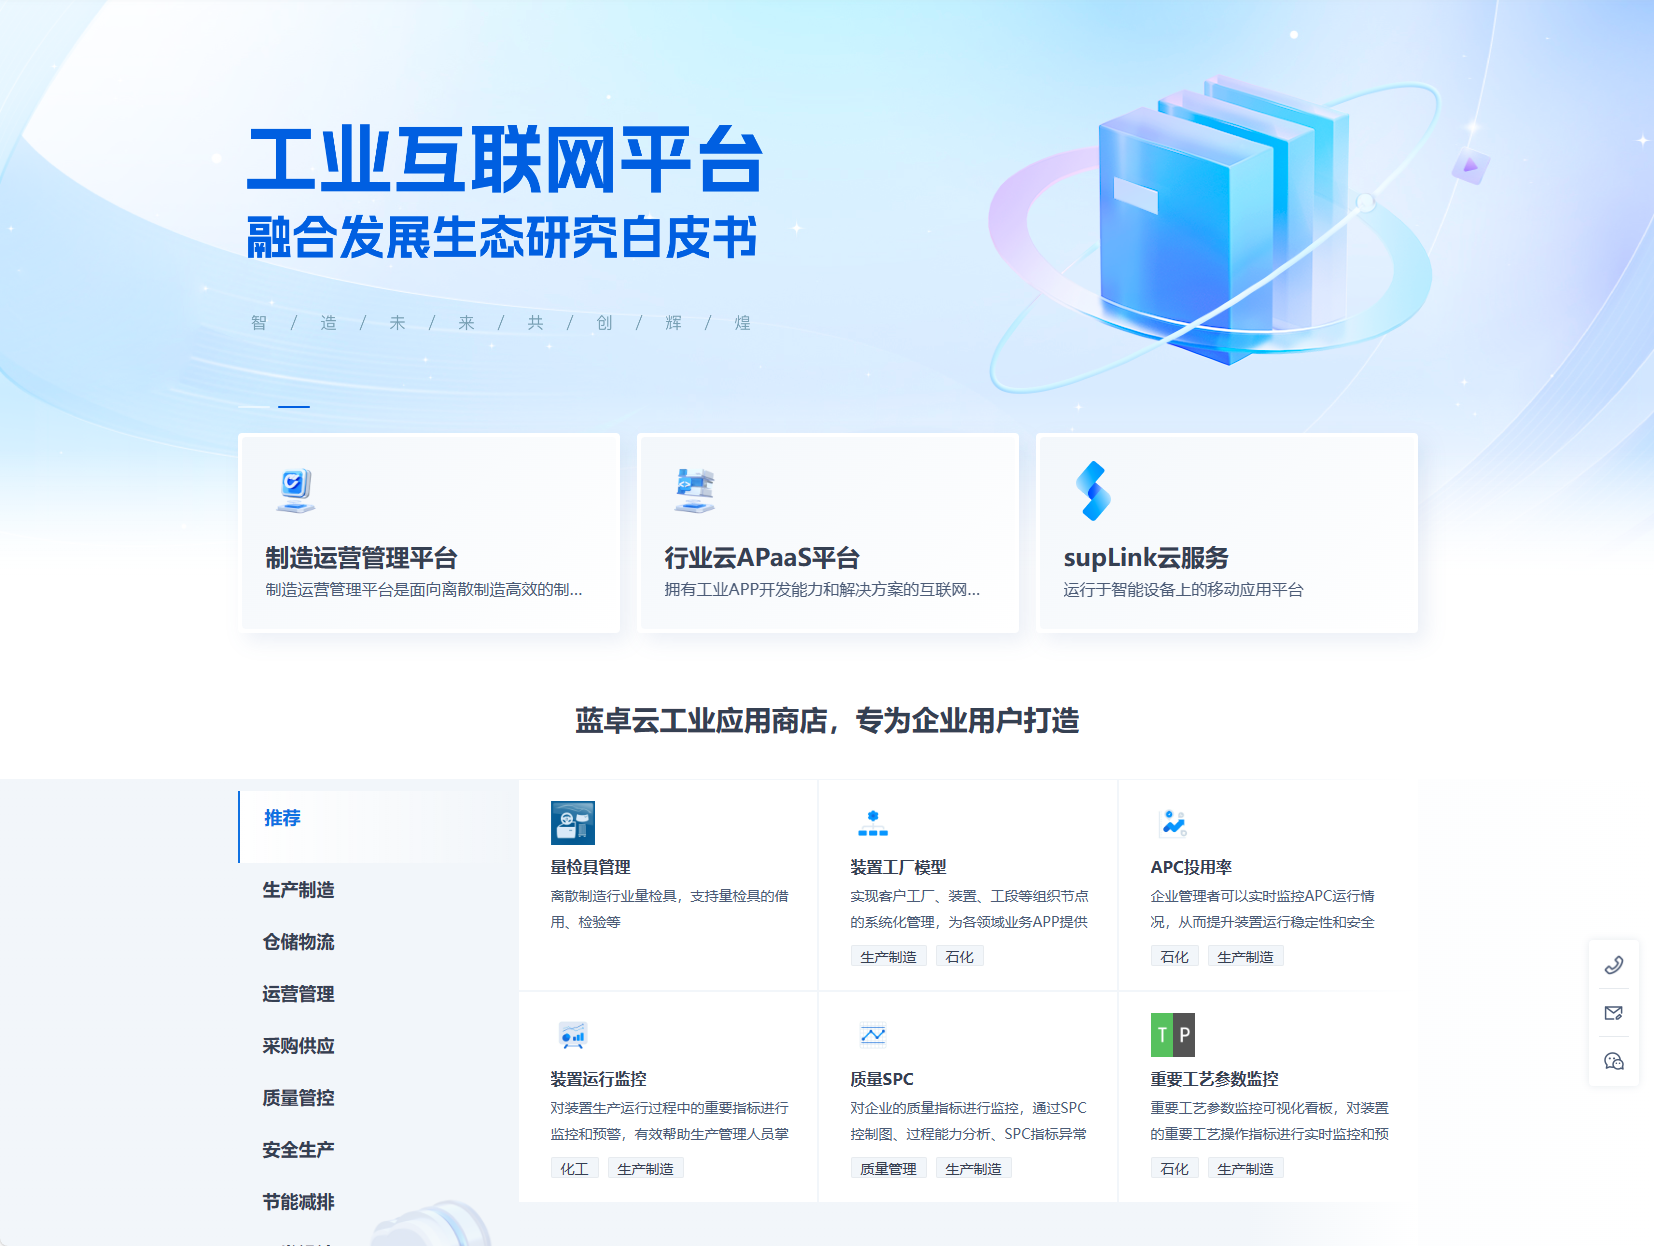 工业互联网平台
融合发展生态研究白皮书
智 / 造 / 未 / 来 / 共 / 创 / 辉 / 煌
制造运营管理平台
制造运营管理平台是面向离散制造高效的制...
行业云APaaS平台
拥有工业APP开发能力和解决方案的互联网...
supLink云服务
运行于智能设备上的移动应用平台
蓝卓云工业应用商店，专为企业用户打造
推荐
生产制造
仓储物流
运营管理
采购供应
质量管控
安全生产
节能减排
量检具管理
离散制造行业量检具，支持量检具的借
用、检验等
装置工厂模型
实现客户工厂、装置、工段等组织节点
的系统化管理，为各领域业务APP提供
生产制造 石化
APC投用率
企业管理者可以实时监控APC运行情
况，从而提升装置运行稳定性和安全
石化 生产制造
装置运行监控
对装置生产运行过程中的重要指标进行
监控和预警，有效帮助生产管理人员掌
化工 生产制造
质量SPC
对企业的质量指标进行监控，通过SPC
控制图、过程能力分析、SPC指标异常
质量管理 生产制造
TP
重要工艺参数监控
重要工艺参数监控可视化看板，对装置
的重要工艺操作指标进行实时监控和预
石化 生产制造